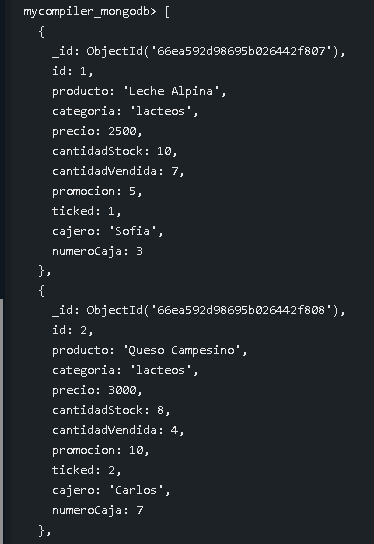 mycompiler_mongodb> [
{
_id: ObjectId('66ea592d98695b026442f807'),
id: 1,
producto: 'Leche Alpina',
categoria: 'lacteos',
precio: 2500,
cantidadStock: 10,
cantidadVendida: 7,
promocion: 5,
ticked: 1,
cajero: 'Sofia',
numeroCaja: 3
},
{
_id: ObjectId('66ea592d98695b026442f808'),
id: 2,
producto: 'Queso Campesino',
categoria: 'lacteos',
precio: 3000,
cantidadStock: 8,
cantidadVendida: 4,
promocion: 10,
ticked: 2,
cajero: 'Carlos',
numeroCaja: 7
},